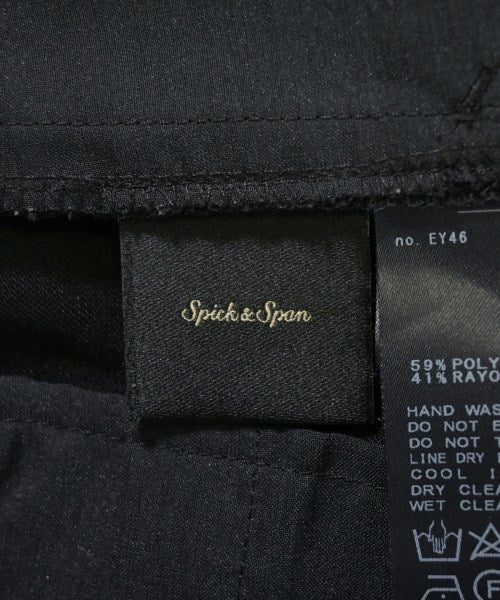 Spick & Span
no. EY46
59% POLY
41% RAYO
HAND WAS
DO NOT
DO NOT
LINE DRY
COOL
DRY CLEA
WET CLEA